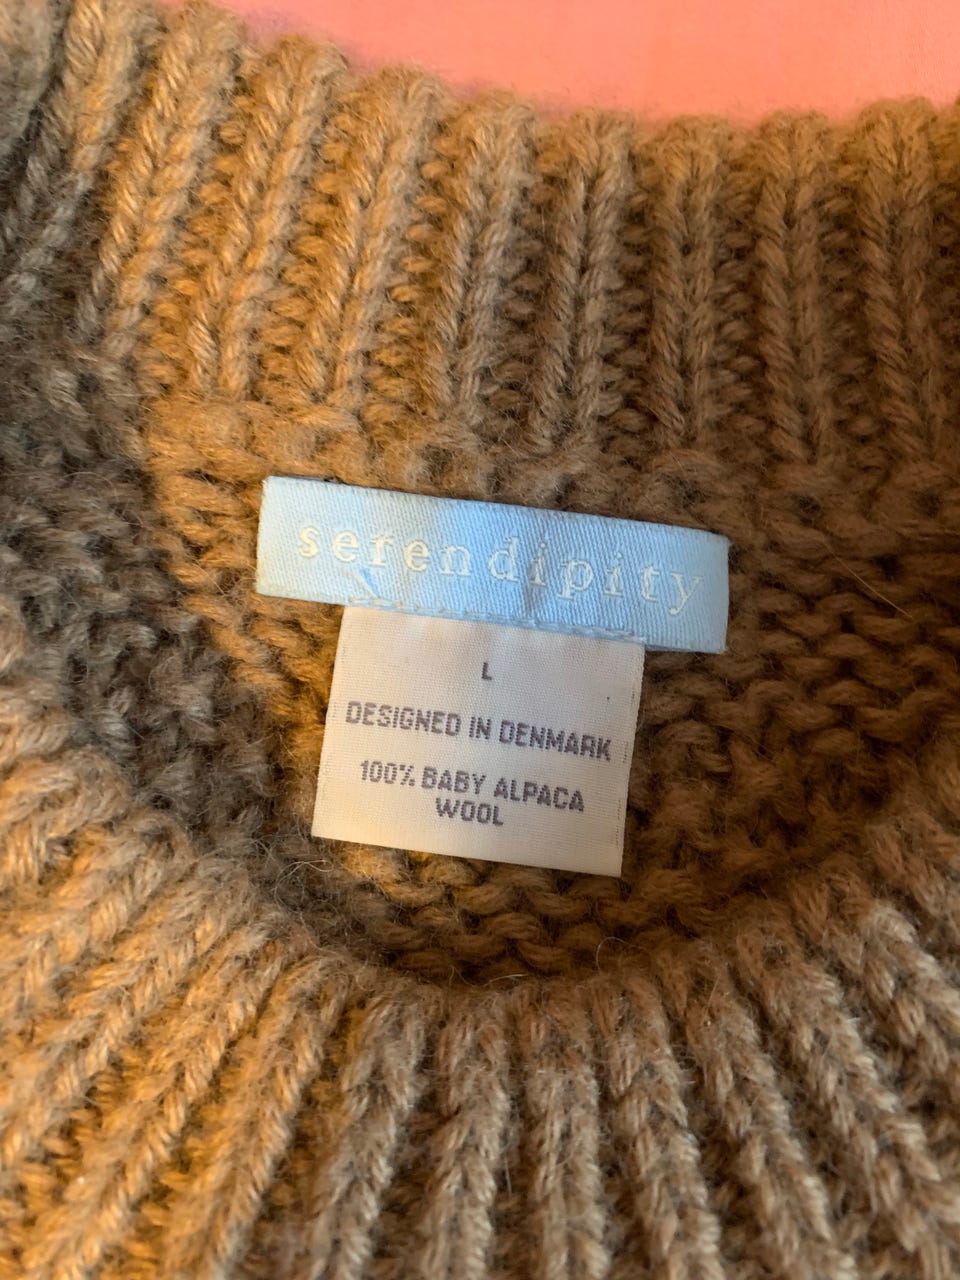 serendipity
L
DESIGNED IN DENMARK
100% BABY ALPACA
WOOL